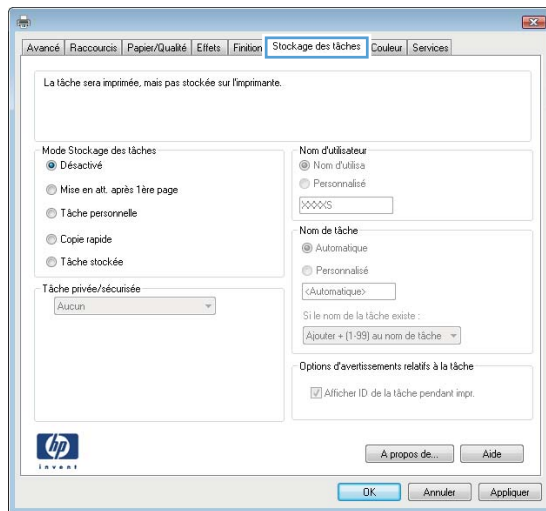 Avancé Raccourcis Papier/Qualité Effets Finition Stockage des tâches Couleur Services
La tâche sera imprimée, mais pas stockée sur l'imprimante.
Mode Stockage des tâches
Désactivé
Mise en att. après 1ère page
Tâche personnelle
Copie rapide
Tâche stockée
Tâche privée/sécurisée
Aucun
Nom d'utilisateur
Nom d'utilisa
Personnalisé
XXXXS
Nom de tâche
Automatique
Personnalisé
<Automatique>
Si le nom de la tâche existe :
Ajouter + (1-99) au nom de tâche
Options d'avertissements relatifs à la tâche
Afficher ID de la tâche pendant impr.
hp
invent
A propos de... Aide
OK Annuler Appliquer